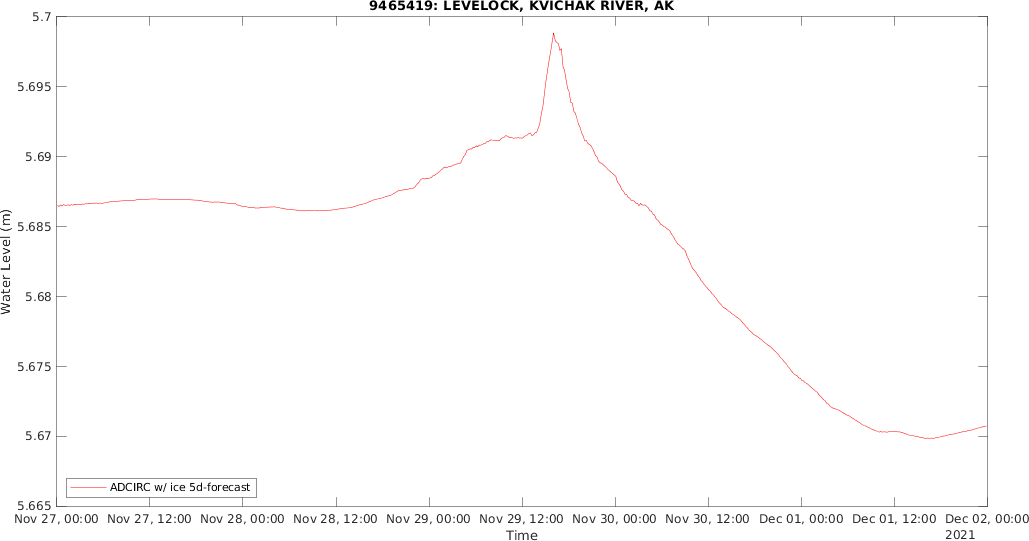 9465419: LEVELOCK, KVICHAK RIVER, AK
5.7
5.695
5.69
5.685
5.68
5.675
5.67
5.665
Water Level (m)
ADCIRC w/ ice 5d-forecast
Nov 27, 00:00 Nov 27, 12:00 Nov 28, 00:00 Nov 28, 12:00 Nov 29, 00:00 Nov 29, 12:00 Nov 30, 00:00 Nov 30, 12:00 Dec 01, 00:00 Dec 01, 12:00 Dec 02, 00:00
Time
2021